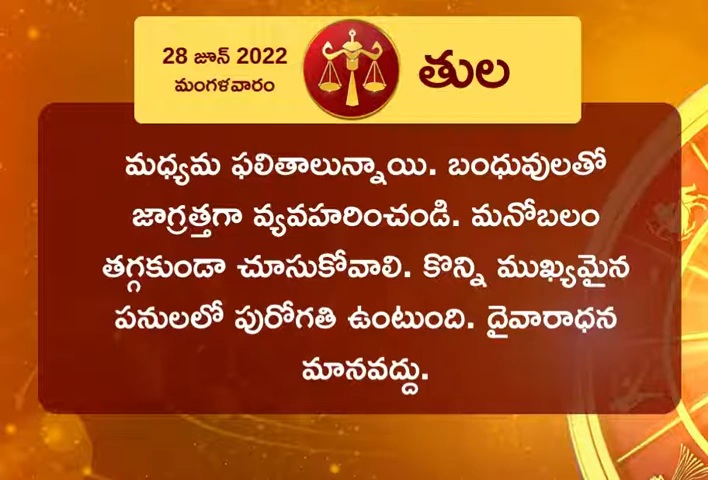 28 జూన్ 2022
మంగళవారం
తుల
మధ్యమ ఫలితాలున్నాయి. బంధువులతో
జాగ్రత్తగా వ్యవహరించండి. మనోబలం
తగ్గకుండా చూసుకోవాలి. కొన్ని ముఖ్యమైన
పనులలో పురోగతి ఉంటుంది. దైవారాధన
మానవద్దు.